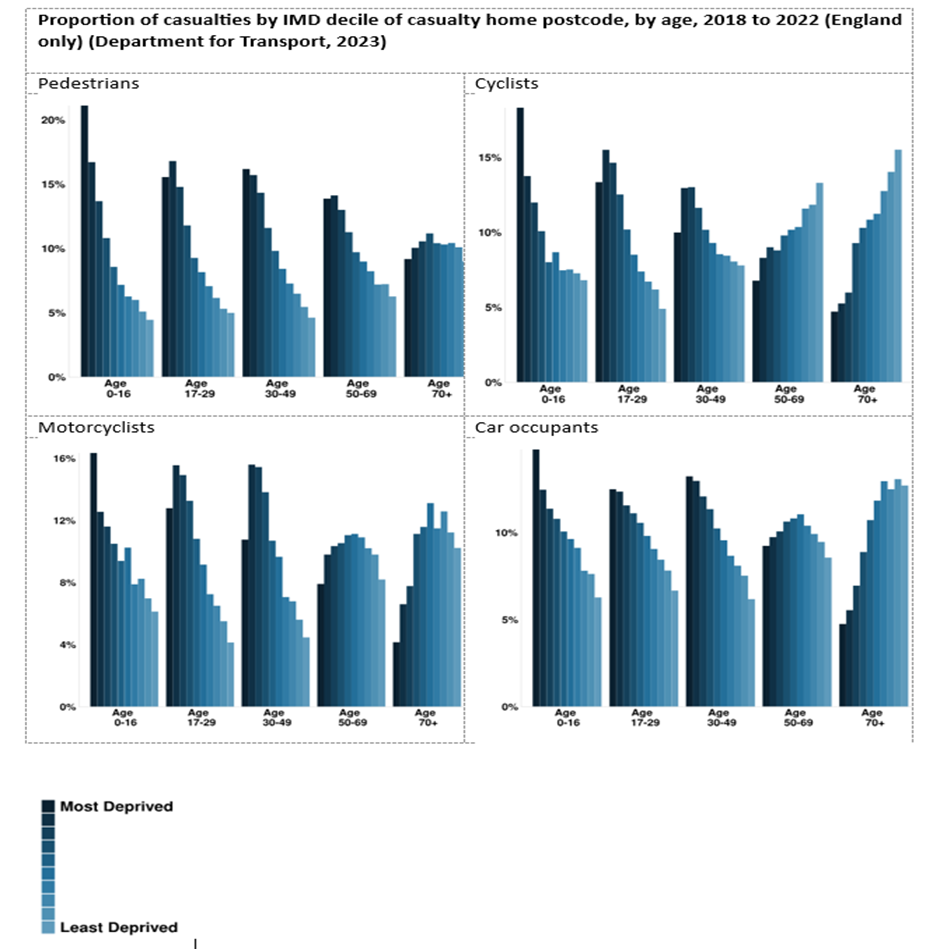 Proportion of casualties by IMD decile of casualty home postcode, by age, 2018 to 2022 (England
only) (Department for Transport, 2023)
Pedestrians
20%
15%
10%
5%
0%
Age
0-16
Age
17-29
Age
30-49
Age
50-69
Age
70+
Cyclists
15%
10%
5%
0%
Age
0-16
Age
17-29
Age
30-49
Age
50-69
Age
70+
Motorcyclists
16%
12%
8%
4%
0%
Age
0-16
Age
17-29
Age
30-49
Age
50-69
Age
70+
Car occupants
10%
5%
0%
Age
0-16
Age
17-29
Age
30-49
Age
50-69
Age
70+
Most Deprived
Least Deprived